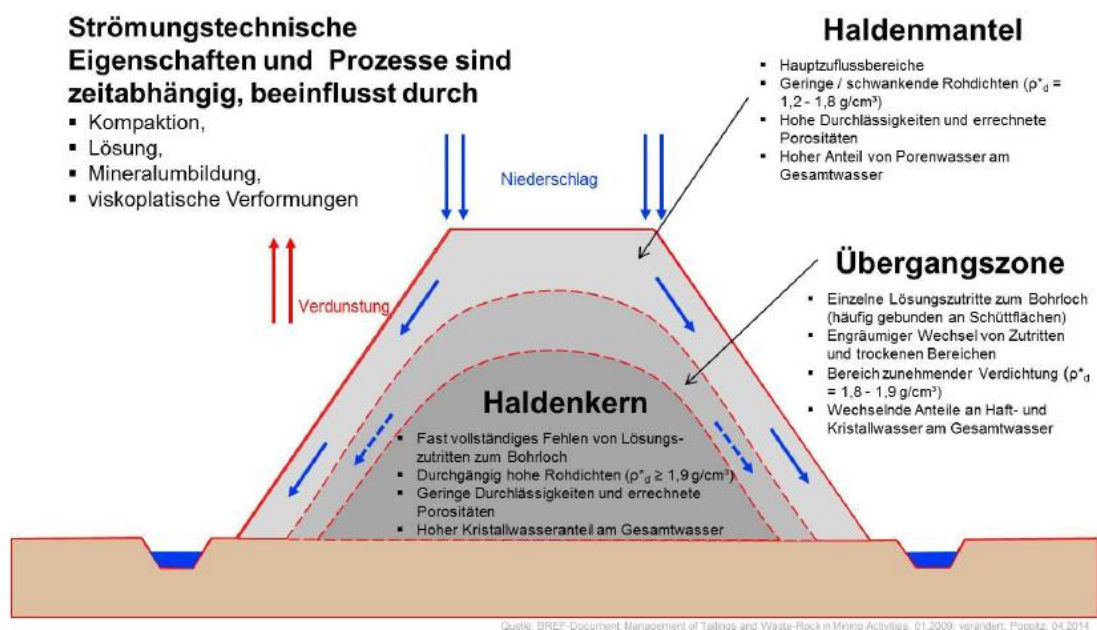 Strömungstechnische
Eigenschaften und Prozesse sind
zeitabhängig, beeinflusst durch
▪ Kompaktion,
▪ Lösung,
▪ Mineralumbildung,
▪ viskoplatische Verformungen
Haldenmantel
▪ Hauptzuflussbereiche
▪ Geringe / schwankende Rohdichten (ρ*d =
1,2 - 1,8 g/cm³)
▪ Hohe Durchlässigkeiten und errechnete
Porositäten
▪ Hoher Anteil von Porenwasser am
Gesamtwasser
Niederschlag
Verdunstung
Übergangszone
▪ Einzelne Lösungszutritte zum Bohrloch
(häufig gebunden an Schüttflächen)
▪ Engräumiger Wechsel von Zutritten
und trockenen Bereichen
▪ Bereich zunehmender Verdichtung (ρ*d
= 1,8 - 1,9 g/cm³)
▪ Wechselnde Anteile an Haft- und
Kristallwasser am Gesamtwasser
Haldenkern
▪ Fast vollständiges Fehlen von Lösungs-
zutritten zum Bohrloch
▪ Durchgängig hohe Rohdichten (ρ*d ≥ 1,9 g/cm³)
▪ Geringe Durchlässigkeiten und errechnete
Porositäten
▪ Hoher Kristallwasseranteil am Gesamtwasser
Quelle: BREF-Document: Management of Tailings and Waste-Rock in Mining Activities, 01.2009; verändert; Poppitz, 04.2014